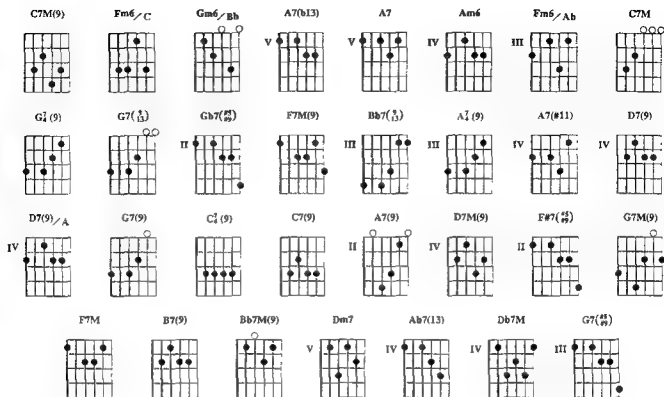 C7M(9) Fm6/C Gm6/Bb A7(b13) A7 Am6 Fm6/Ab C7M
V V IV III
G7/4(9) G7(9/13) Gb7(#5/#9) F7M(9) Bb7(9/13) A7/4(9) A7(#11) D7(9)
II III III IV IV
D7(9)/A G7(9) C7/4(9) C7(9) A7(9) D7M(9) F#7(#5/#9) G7M(9)
IV II IV II
F7M B7(9) Bb7M(9) Dm7 Ab7(13) Db7M G7(#5/#9)
V IV IV III